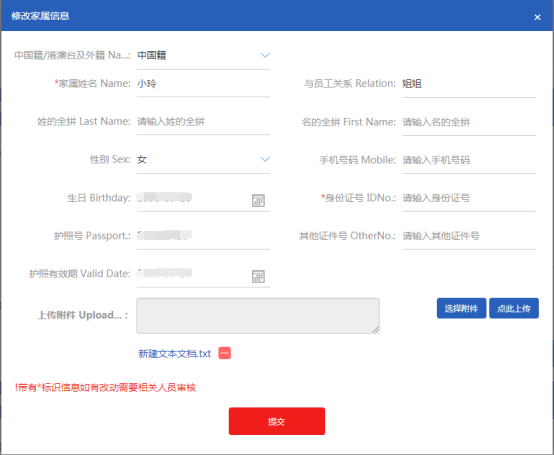 修改家属信息 ×
中国籍/港澳台及外籍 Na...: 中国籍
*家属姓名 Name: 小玲 与员工关系 Relation: 姐姐
姓的全拼 Last Name: 请输入姓的全拼 名的全拼 First Name: 请输入名的全拼
性别 Sex: 女 手机号码 Mobile: 请输入手机号码
生日 Birthday: *身份证号 IDNo.: 请输入身份证号
护照号 Passport.: 其他证件号 OtherNo.: 请输入其他证件号
护照有效期 Valid Date:
上传附件 Upload... : 选择附件 点此上传
新建文本文档.txt
!带有*标识信息如有改动需要相关人员审核
提交